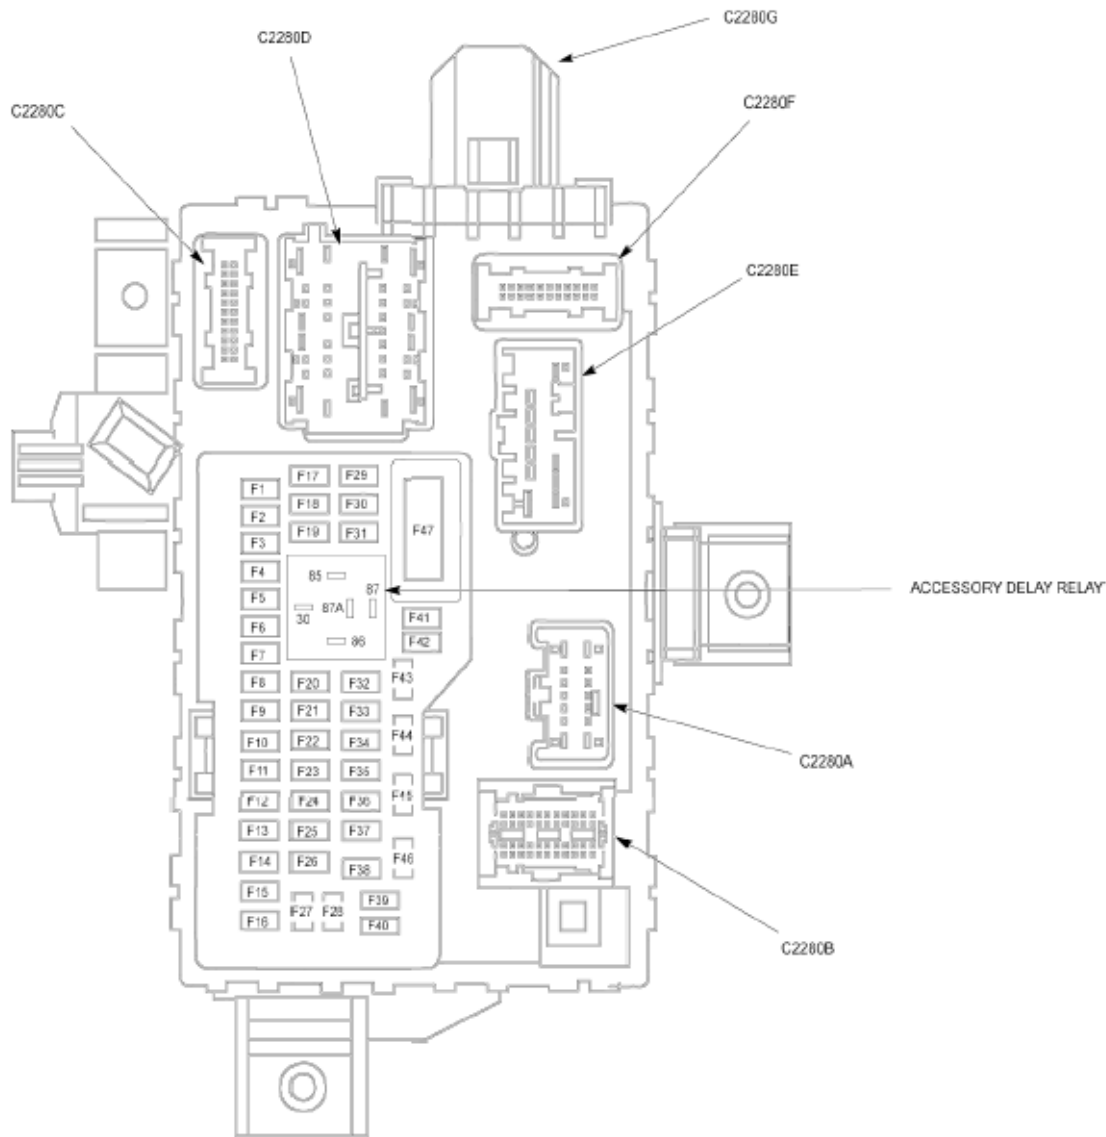 C2280G
C2280D
C2280F
C2280C
C2280E
F17 F29
F1
F2 F18 F30
F3 F19 F31 F47
F4 85 87
ACCESSORY DELAY RELAY
F5 30 87A
F6 86 F41
F7 F42
F8 F20 F32 F43
F9 F21 F33
F10 F22 F34 F44
C2280A
F11 F23 F35
F12 F24 F36 F45
F13 F25 F37
F14 F26 F38 F46
F15 F27 F28 F39
F16 F40
C2280B